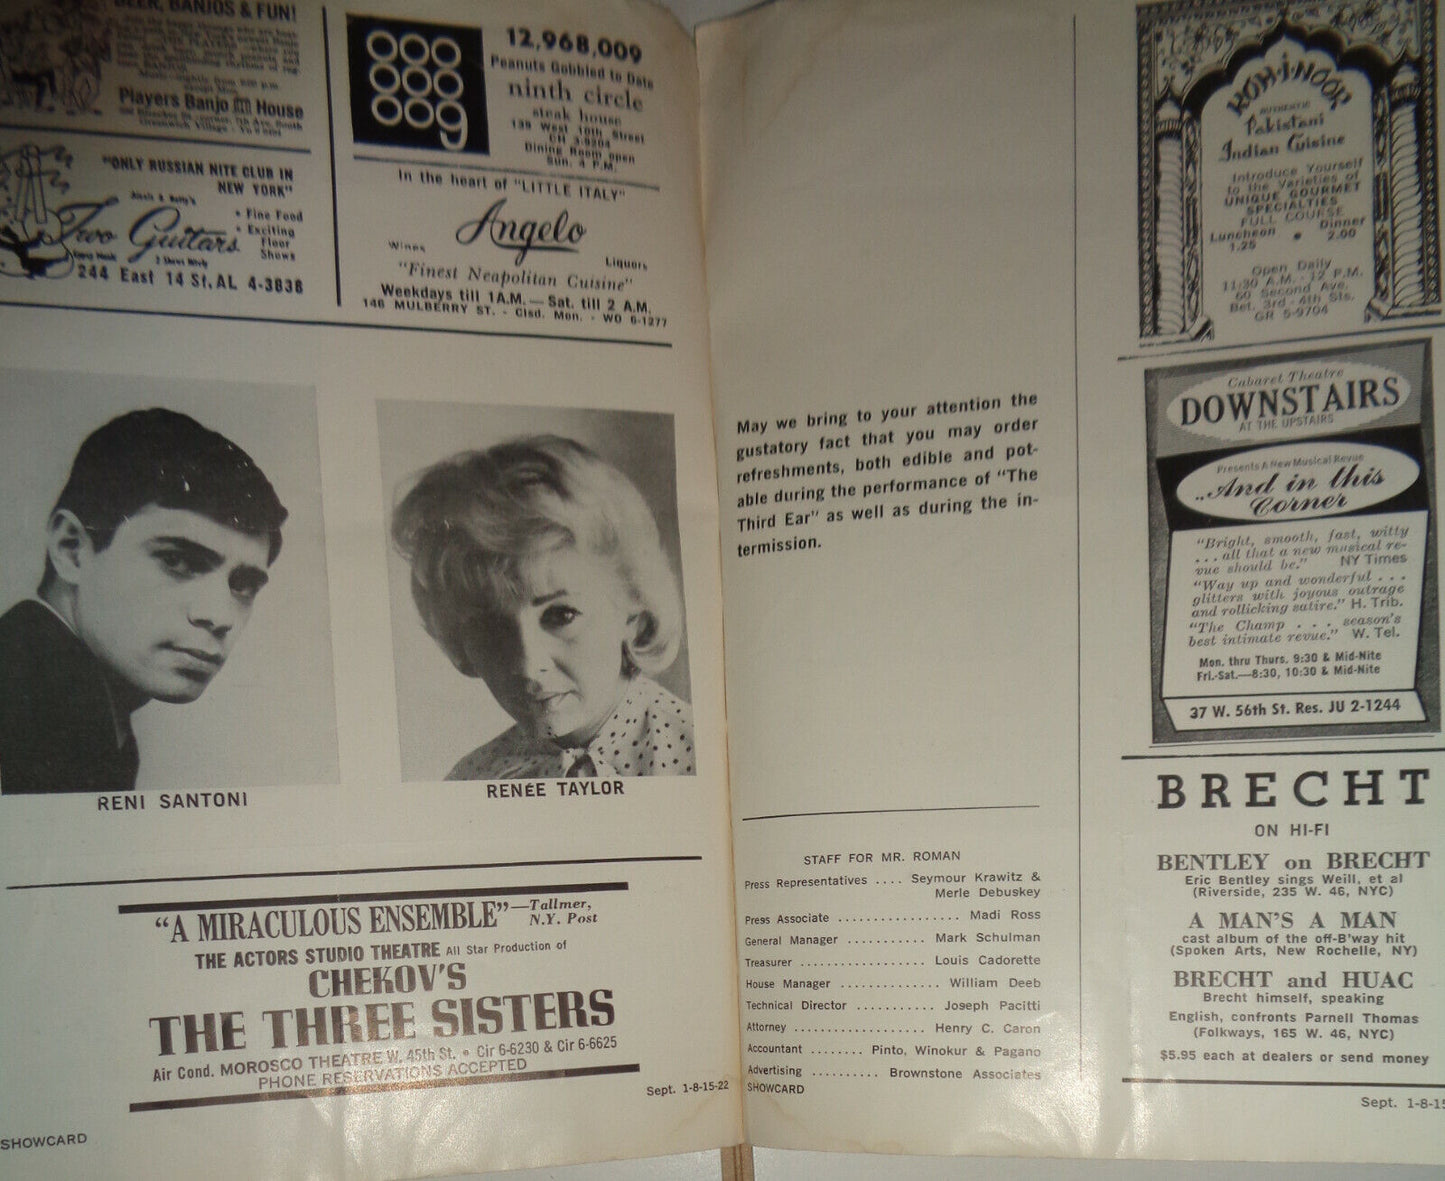 BEER, BANJOS & FUN!
Players Banjo House
Greenwich Village
"ONLY RUSSIAN NITE CLUB IN
NEW YORK"
Two Guitars
• Fine Food
• Exciting
Floor
Shows
244 East 14 St. AL 4-3838
12,968,009
Peanuts Gobbled to Date
ninth circle
steak house
139 West 10th Street
CH 3-9204
Dining Room open
Sun. 4 P.M.
In the heart of "LITTLE ITALY"
Angelo
Wines
Liquors
"Finest Neapolitan Cuisine"
Weekdays till 1A.M. — Sat. till 2 A.M.
146 MULBERRY ST. - Clsd. Mon. - WO 6-1277
RENI SANTONI
RENÉE TAYLOR
"A MIRACULOUS ENSEMBLE"—Tallmer,
N.Y. Post
THE ACTORS STUDIO THEATRE All Star Production of
CHEKOV'S
THE THREE SISTERS
Air Cond. MOROSCO THEATRE W. 45th St. • Cir 6-6230 & Cir 6-6625
PHONE RESERVATIONS ACCEPTED
Sept. 1-8-15-22
SHOWCARD
May we bring to your attention the
gustatory fact that you may order
refreshments, both edible and pot-
able during the performance of "The
Third Ear" as well as during the in-
termission.
STAFF FOR MR. ROMAN
Press Representatives .... Seymour Krawitz &
Merle Debuskey
Press Associate .................. Madi Ross
General Manager ........... Mark Schulman
Treasurer .................. Louis Cadorette
House Manager .............. William Deeb
Technical Director ........... Joseph Pacitti
Attorney ................... Henry C. Caron
Accountant ........ Pinto, Winokur & Pagano
Advertising .......... Brownstone Associates
SHOWCARD
KOH-I-NOOR
AUTHENTIC
Pakistani
Indian Cuisine
Introduce Yourself
to the Varieties of
UNIQUE GOURMET
SPECIALTIES
FULL COURSE
Luncheon • Dinner
1.25 2.00
Open Daily
11:30 A.M. - 12 P.M.
60 Second Ave.
Bet. 3rd - 4th Sts.
GR 5-9704
Cabaret Theatre
DOWNSTAIRS
AT THE UPSTAIRS
Presents A New Musical Revue
...And in this
Corner
"Bright, smooth, fast, witty
... all that a new musical re-
vue should be." NY Times
"Way up and wonderful ...
glitters with joyous outrage
and rollicking satire." H. Trib.
"The Champ ... season's
best intimate revue." W. Tel.
Mon. thru Thurs. 9:30 & Mid-Nite
Fri.-Sat.—8:30, 10:30 & Mid-Nite
37 W. 56th St. Res. JU 2-1244
BRECHT
ON HI-FI
BENTLEY on BRECHT
Eric Bentley sings Weill, et al
(Riverside, 235 W. 46, NYC)
A MAN'S A MAN
cast album of the off-B'way hit
(Spoken Arts, New Rochelle, NY)
BRECHT and HUAC
Brecht himself, speaking
English, confronts Parnell Thomas
(Folkways, 165 W. 46, NYC)
$5.95 each at dealers or send money
Sept. 1-8-15